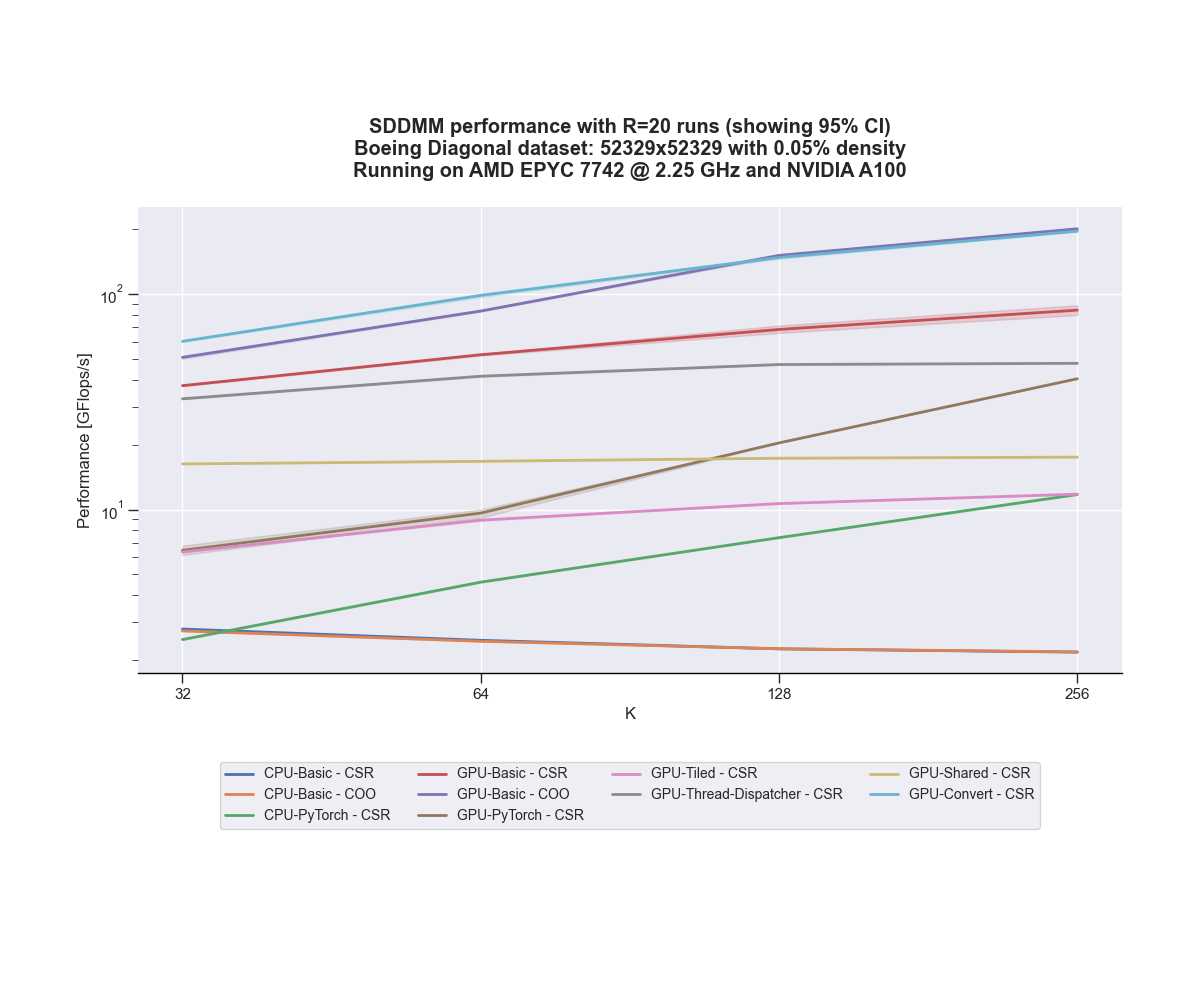 SDDMM performance with R=20 runs (showing 95% CI)
Boeing Diagonal dataset: 52329x52329 with 0.05% density
Running on AMD EPYC 7742 @ 2.25 GHz and NVIDIA A100
10²
10¹
Performance [GFlops/s]
32 64 128 256
K
CPU-Basic - CSR GPU-Basic - CSR GPU-Tiled - CSR GPU-Shared - CSR
CPU-Basic - COO GPU-Basic - COO GPU-Thread-Dispatcher - CSR GPU-Convert - CSR
CPU-PyTorch - CSR GPU-PyTorch - CSR